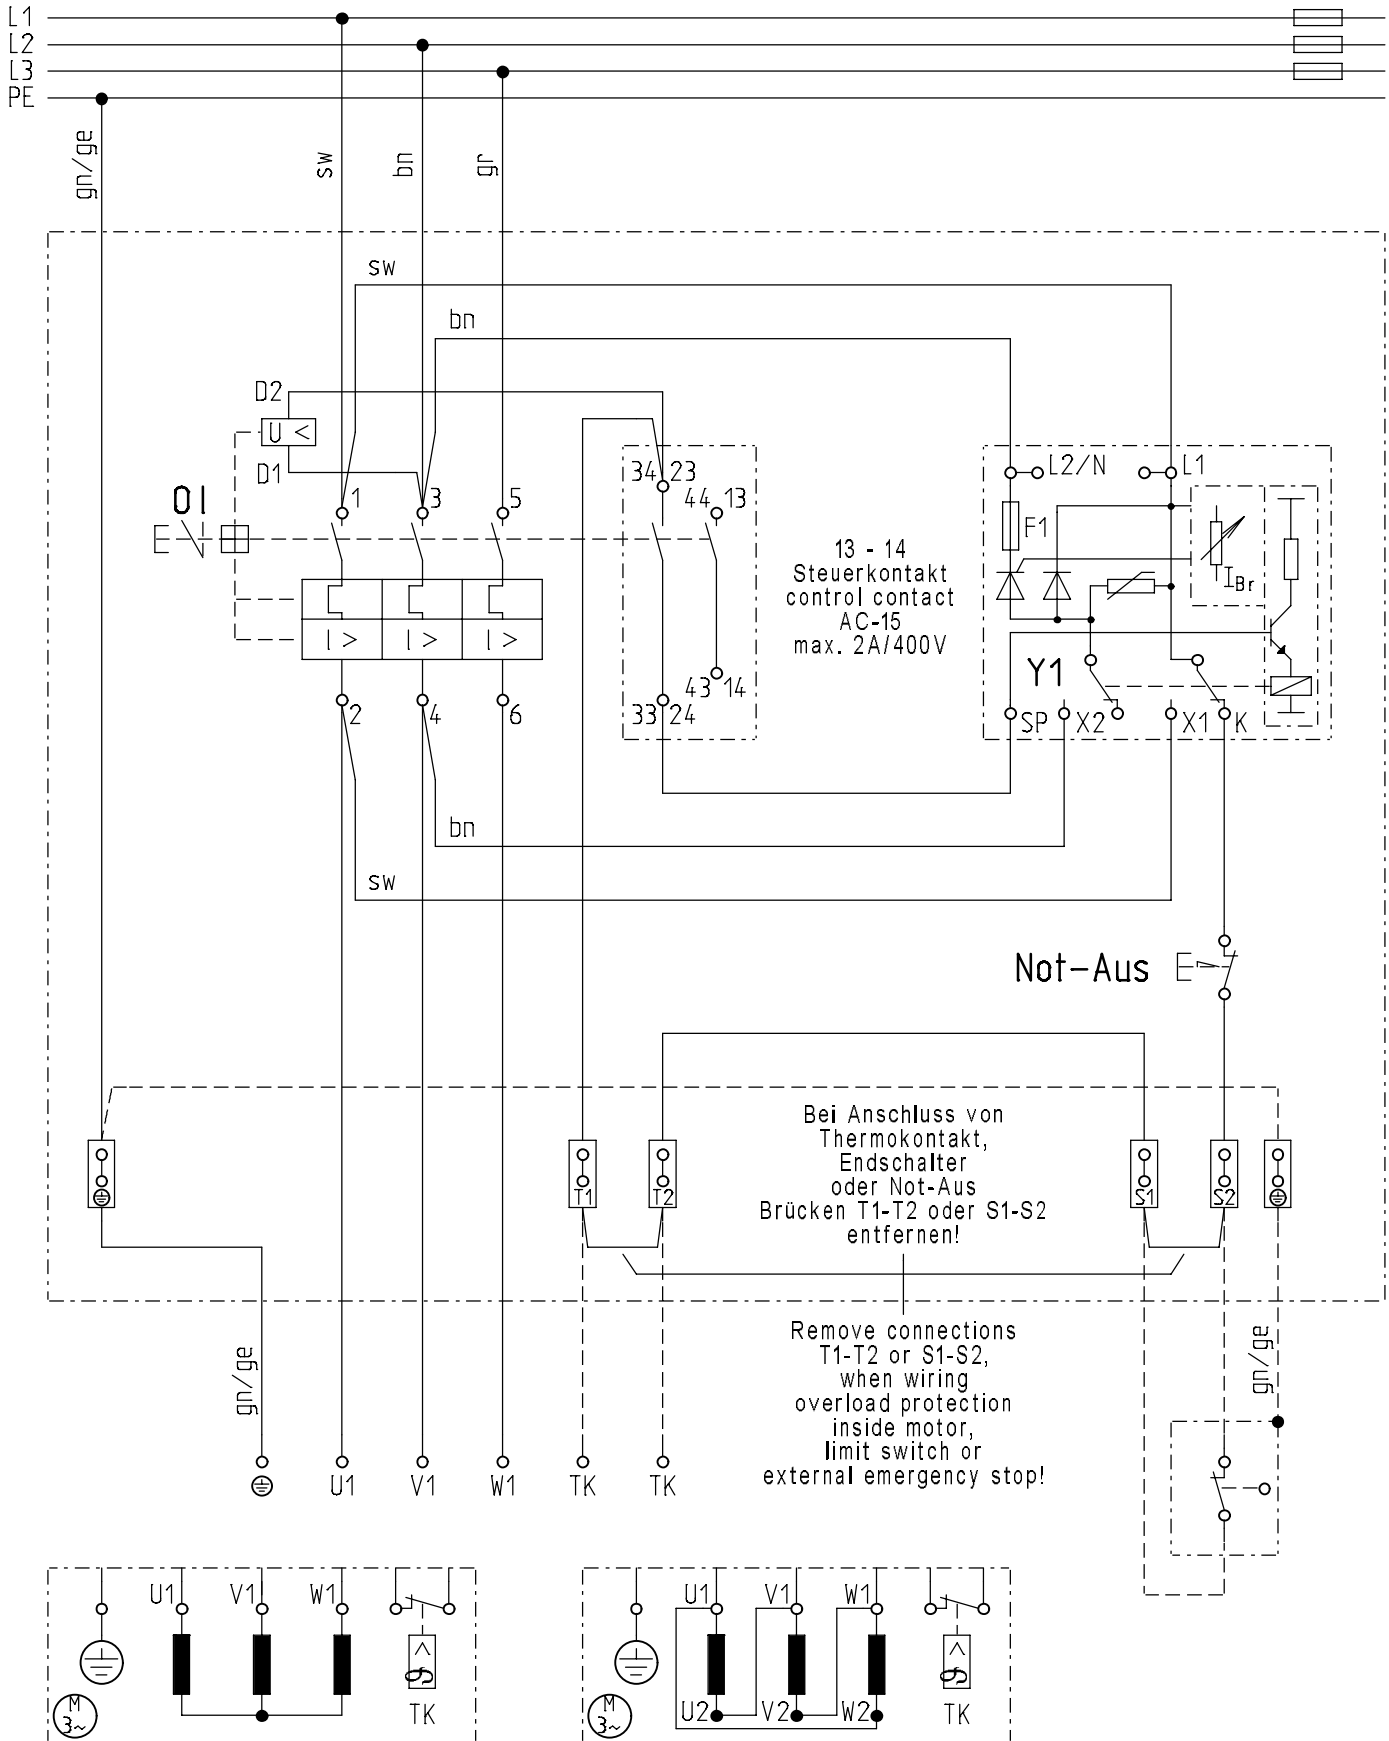 L1
L2
L3
PE
gn/ge
sw
bn
gr
sw
bn
D2
U <
D1
0I
1
3
5
34 23
44 13
L2/N
L1
F1
IBr
13 - 14
Steuerkontakt
control contact
AC-15
max. 2A/400V
I >
I >
I >
Y1
43 14
2
4
6
33 24
SP
X2
X1
K
bn
sw
Not-Aus
Bei Anschluss von
Thermokontakt,
Endschalter
oder Not-Aus
Brücken T1-T2 oder S1-S2
entfernen!
T1
T2
S1
S2
Remove connections
T1-T2 or S1-S2,
when wiring
overload protection
inside motor,
limit switch or
external emergency stop!
gn/ge
gn/ge
U1
V1
W1
TK
TK
U1
V1
W1
M
3~
TK
U1
V1
W1
U2
V2
W2
M
3~
TK